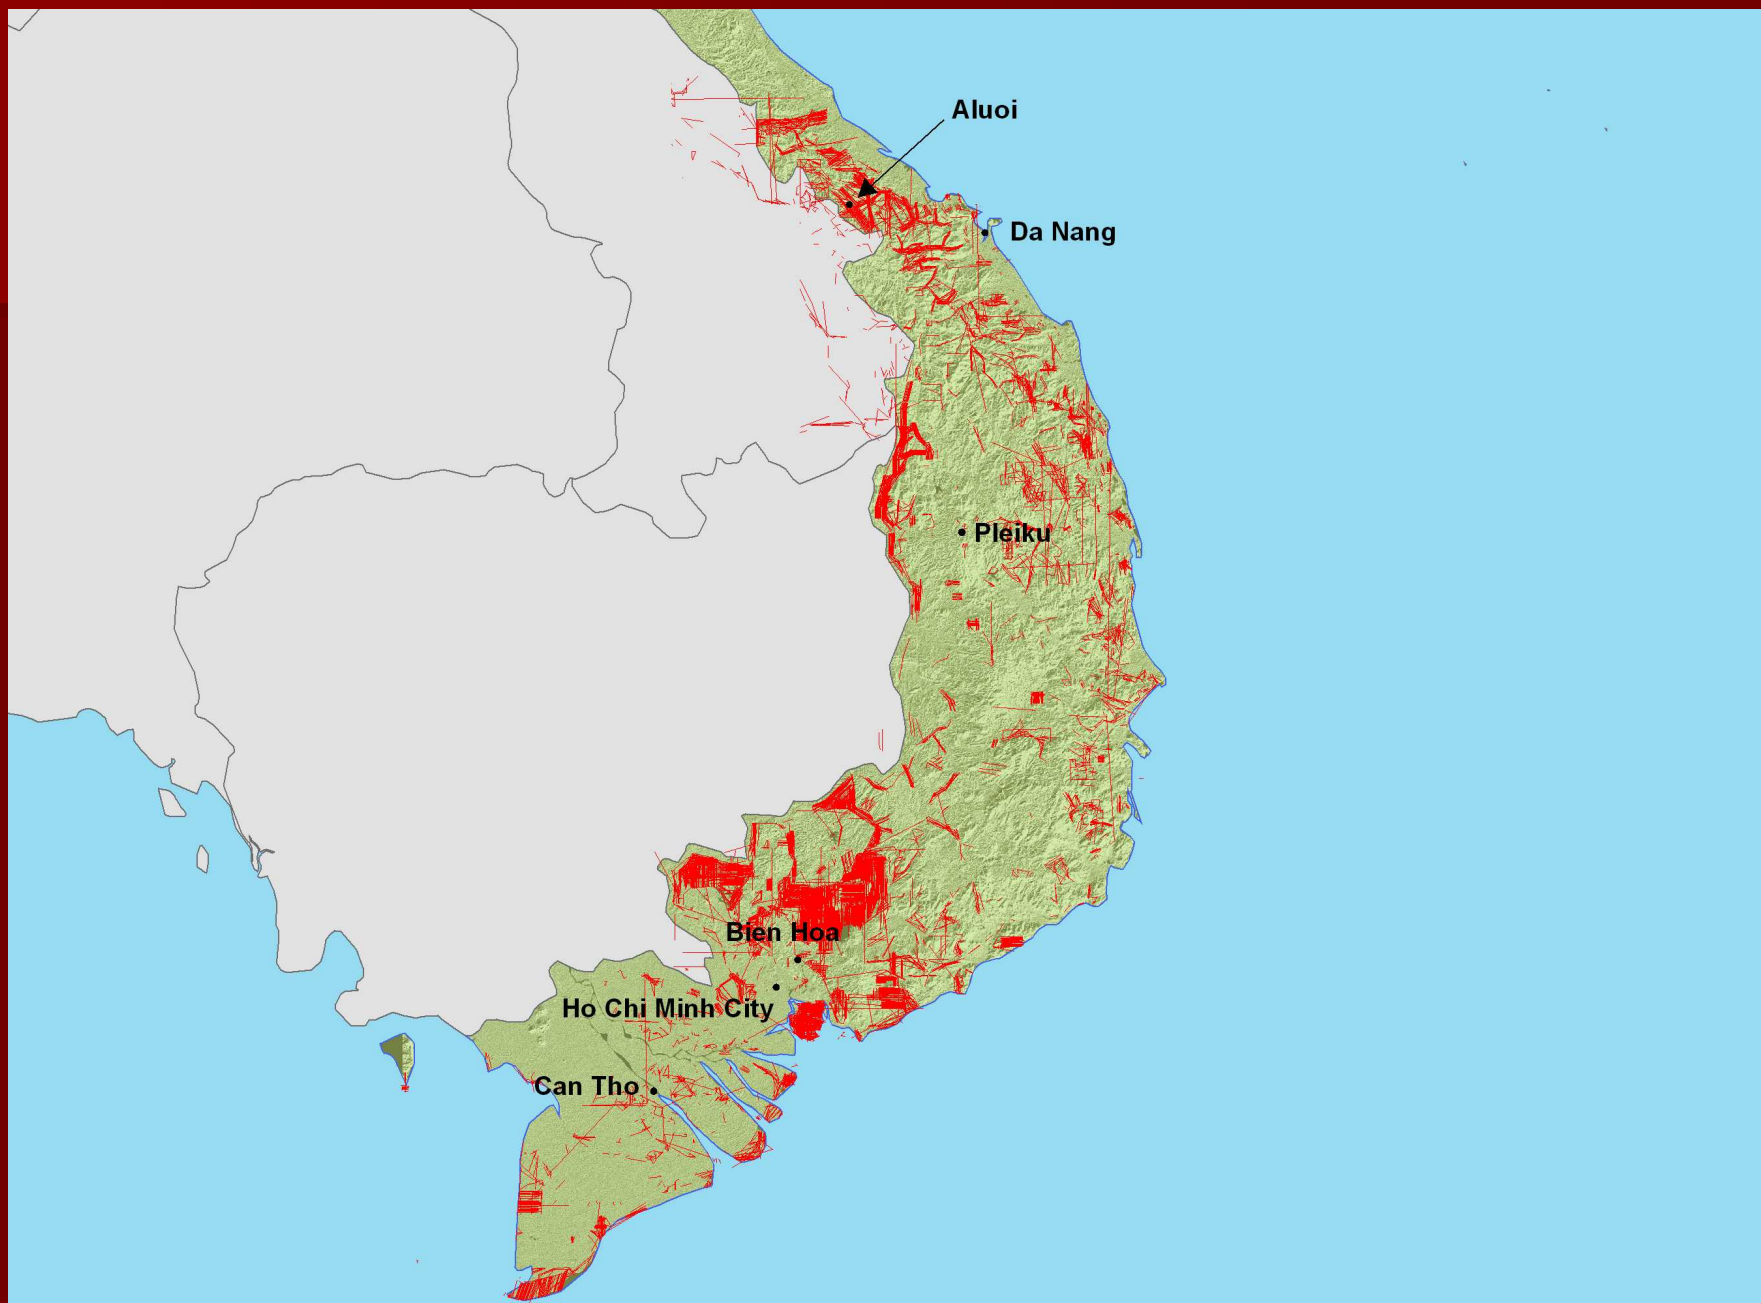 Aluoi
Da Nang
Pleiku
Bien Hoa
Ho Chi Minh City
Can Tho